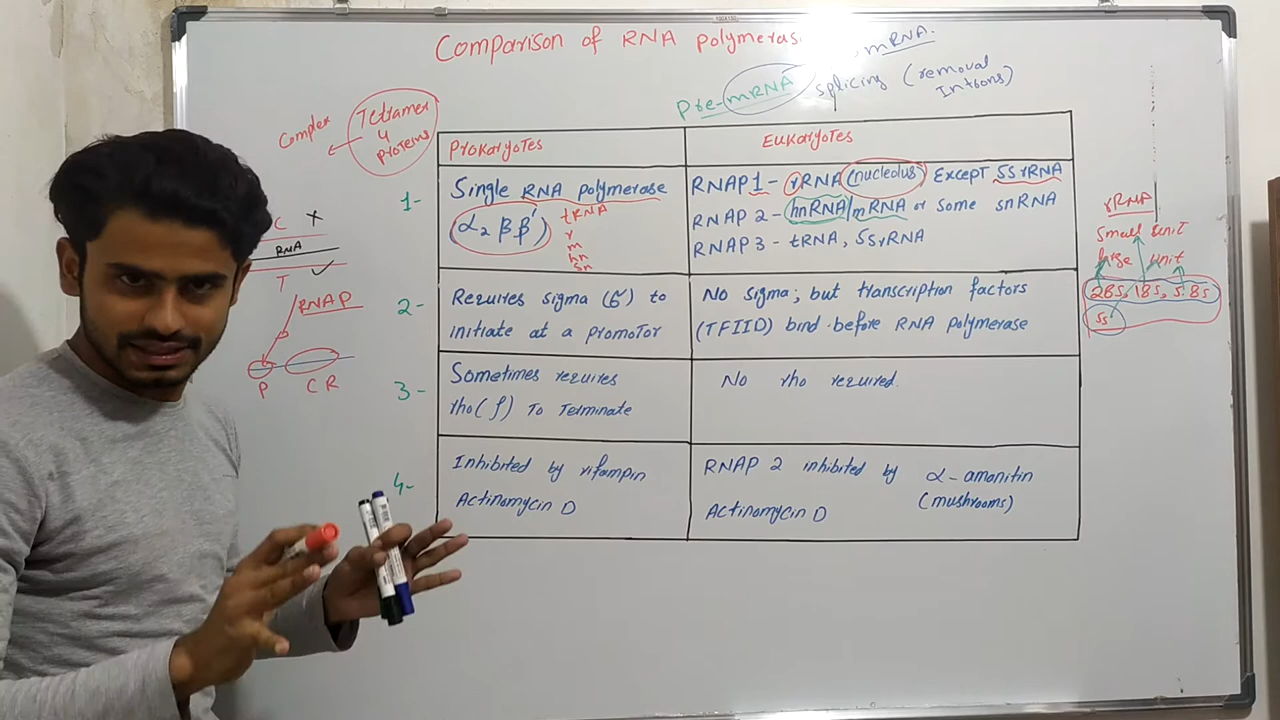 Comparison of RNA polymeras
mRNA.
Pre-mRNA splicing (removal
Introns)
Complex
Tetramer
4
proteins
Prokaryotes
Eukaryotes
1-
Single RNA polymerase
(α2 β β')
tRNA
r
m
hn
sn
RNAP 1 - rRNA (nucleolus) Except 5S rRNA
RNAP 2 - hnRNA/mRNA or some snRNA
RNAP 3 - tRNA, 5S rRNA
2-
Requires sigma (σ) to
initiate at a promotor
No sigma; but transcription factors
(TFIID) bind before RNA polymerase
3-
Sometimes requires
rho(ρ) To Terminate
No rho required.
4-
Inhibited by rifampin
Actinomycin D
RNAP 2 inhibited by α-amanitin
(mushrooms)
Actinomycin D
C
RNA
T
RNAP
P CR
rRNA
Small Unit
large Unit
28s, 18s, 5.8s
5s